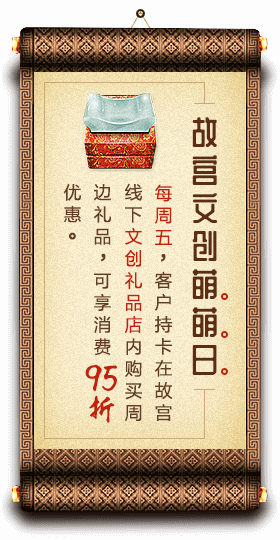 故宫文创萌萌日
每周五，客户持卡在故宫
线下文创礼品店内购买周
边礼品，可享消费95折
优惠。